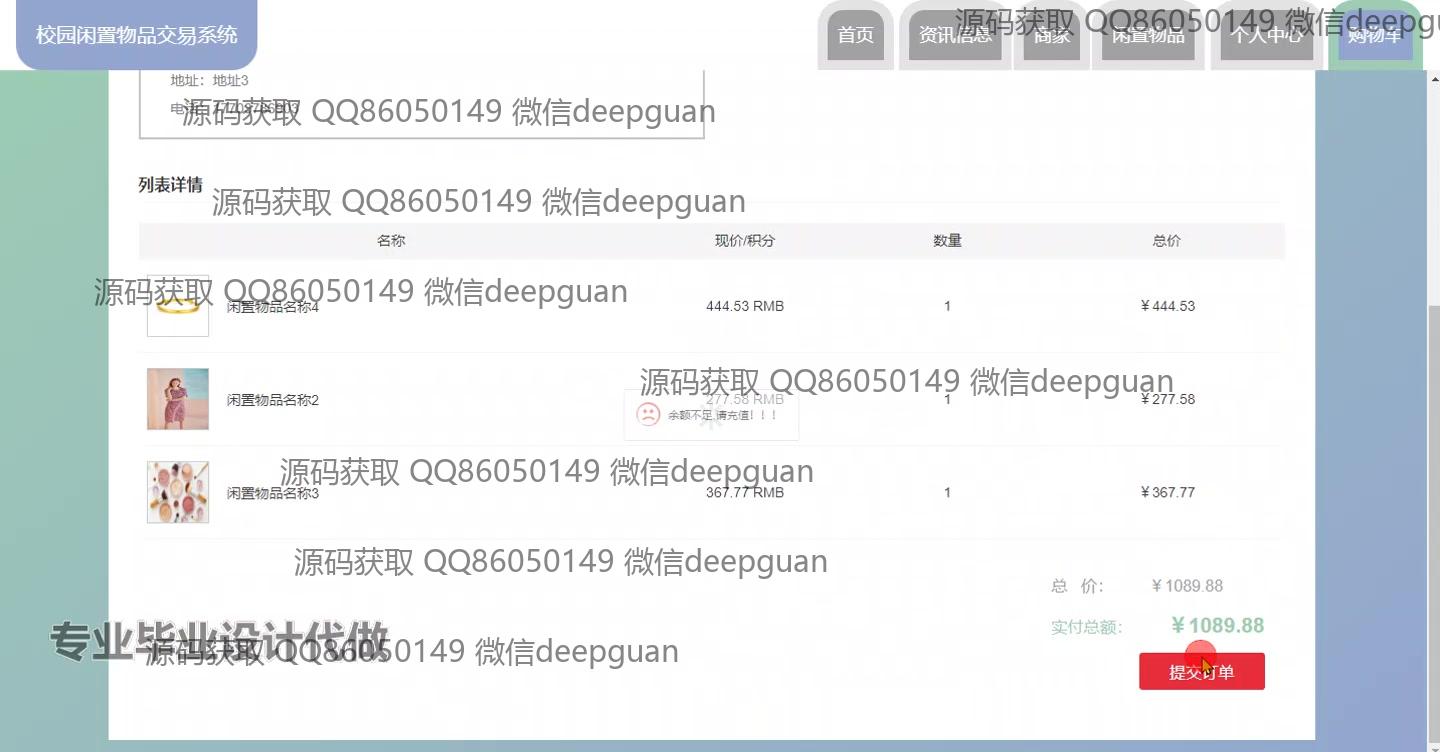 校园闲置物品交易系统
首页 资讯信息 商家 闲置物品 个人中心 购物车
源码获取 QQ86050149 微信deepgu
地址：地址3
源码获取 QQ86050149 微信deepguan
列表详情
源码获取 QQ86050149 微信deepguan
名称 现价/积分 数量 总价
源码获取 QQ86050149 微信deepguan
闲置物品名称4 444.53 RMB 1 ￥444.53
源码获取 QQ86050149 微信deepguan
闲置物品名称2 277.58 RMB 1 ￥277.58
余额不足,请充值！！！
源码获取 QQ86050149 微信deepguan
闲置物品名称3 367.77 RMB 1 ￥367.77
源码获取 QQ86050149 微信deepguan
总 价： ￥1089.88
实付总额： ￥1089.88
专业毕业设计代做
源码获取 QQ86050149 微信deepguan
提交订单